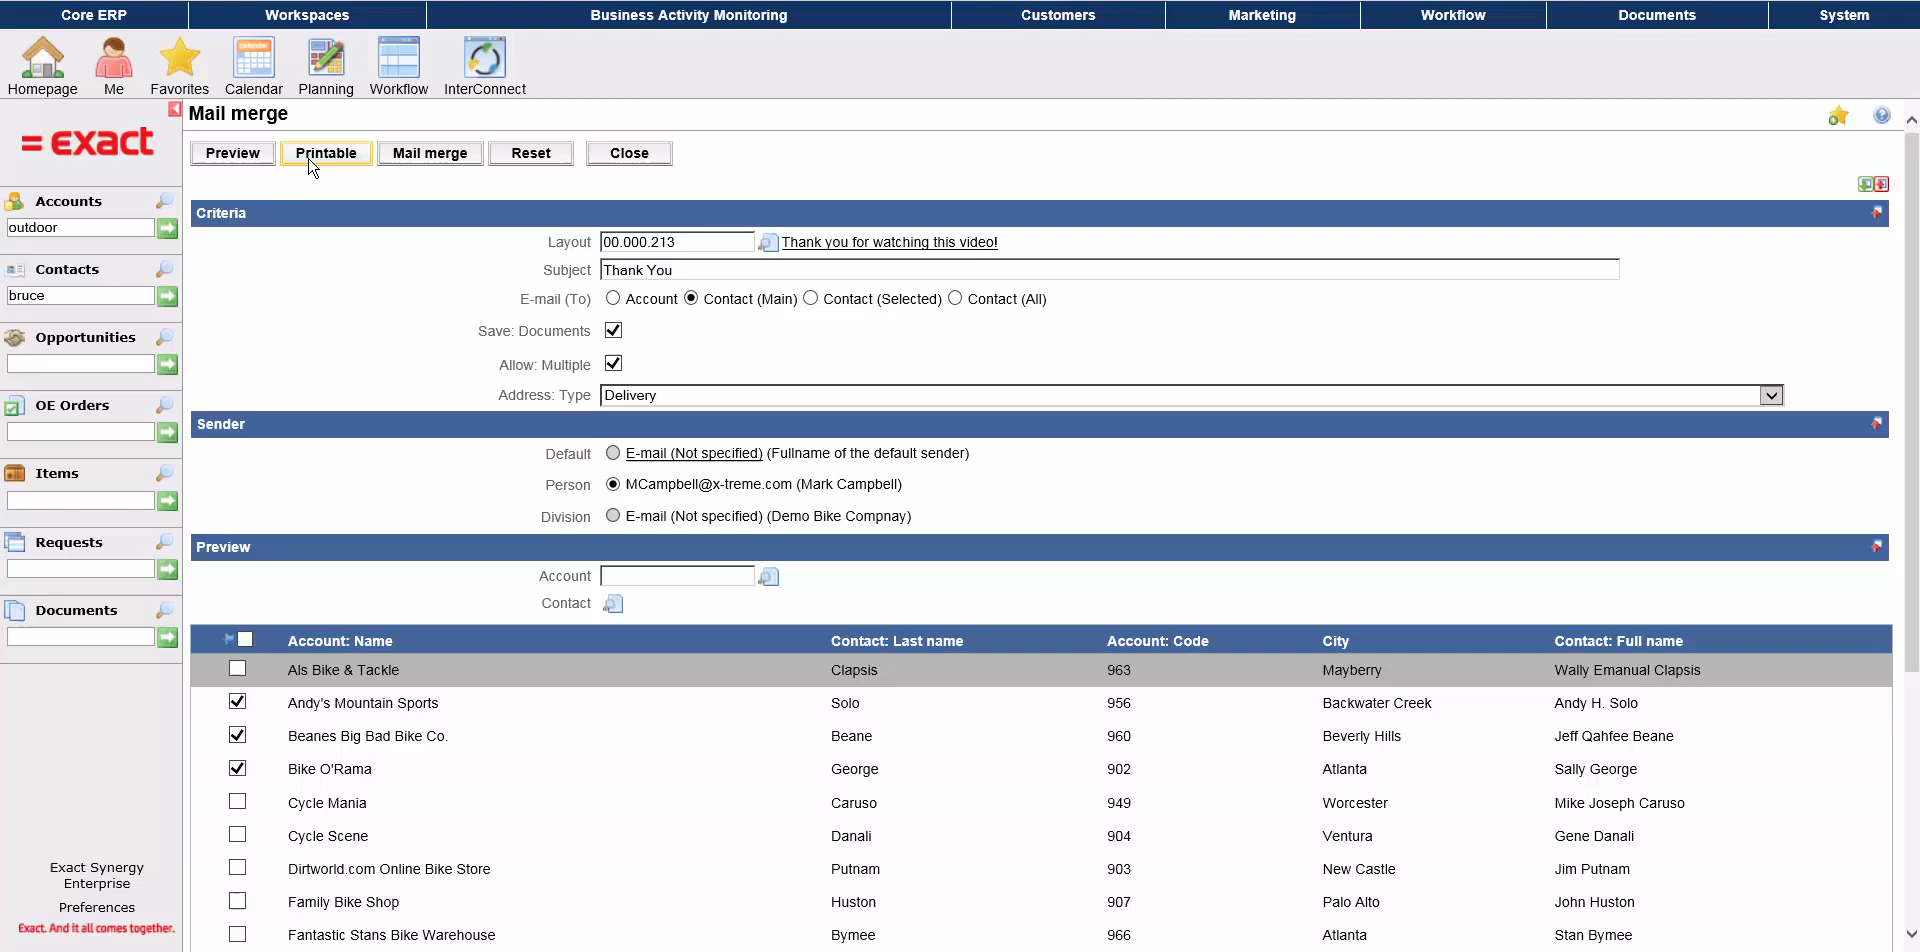 Core ERP Workspaces Business Activity Monitoring Customers Marketing Workflow Documents System
Homepage Me Favorites Calendar Planning Workflow InterConnect
= exact
Mail merge
Preview Printable Mail merge Reset Close
Accounts
outdoor
Contacts
bruce
Opportunities
OE Orders
Items
Requests
Documents
Exact Synergy
Enterprise
Preferences
Exact. And it all comes together.
Criteria
Layout 00.000.213 Thank you for watching this video!
Subject Thank You
E-mail (To) Account Contact (Main) Contact (Selected) Contact (All)
Save: Documents
Allow: Multiple
Address: Type Delivery
Sender
Default E-mail (Not specified) (Fullname of the default sender)
Person MCampbell@x-treme.com (Mark Campbell)
Division E-mail (Not specified) (Demo Bike Compnay)
Preview
Account
Contact
Account: Name Contact: Last name Account: Code City Contact: Full name
Als Bike & Tackle Clapsis 963 Mayberry Wally Emanual Clapsis
Andy's Mountain Sports Solo 956 Backwater Creek Andy H. Solo
Beanes Big Bad Bike Co. Beane 960 Beverly Hills Jeff Qahfee Beane
Bike O'Rama George 902 Atlanta Sally George
Cycle Mania Caruso 949 Worcester Mike Joseph Caruso
Cycle Scene Danali 904 Ventura Gene Danali
Dirtworld.com Online Bike Store Putnam 903 New Castle Jim Putnam
Family Bike Shop Huston 907 Palo Alto John Huston
Fantastic Stans Bike Warehouse Bymee 966 Atlanta Stan Bymee